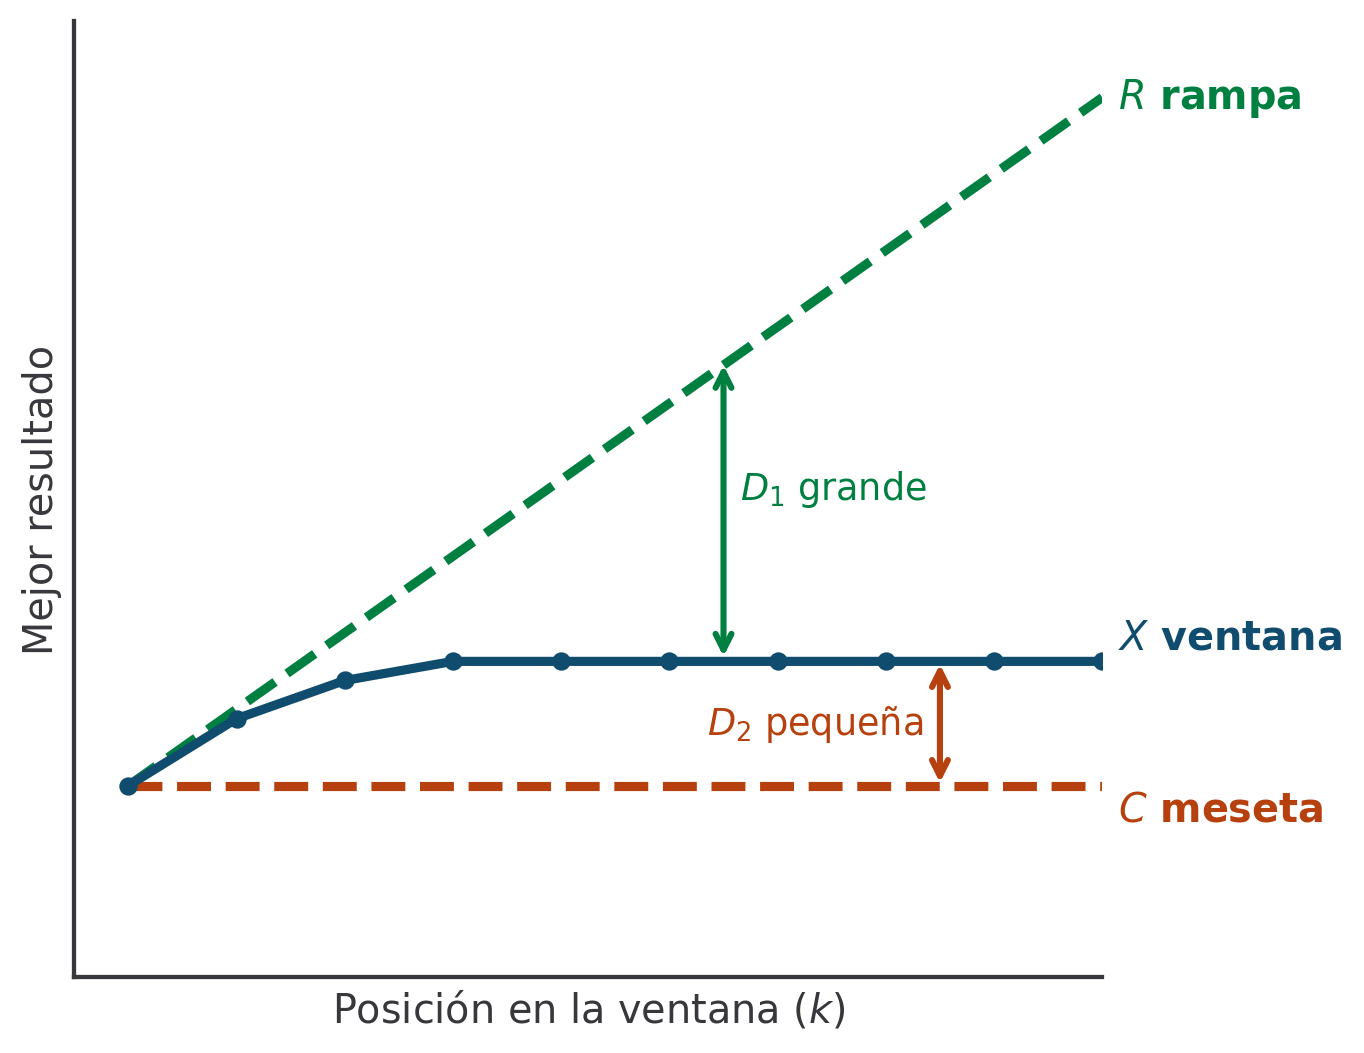 R rampa
Mejor resultado
D₁ grande
X ventana
D₂ pequeña
C meseta
Posición en la ventana (k)